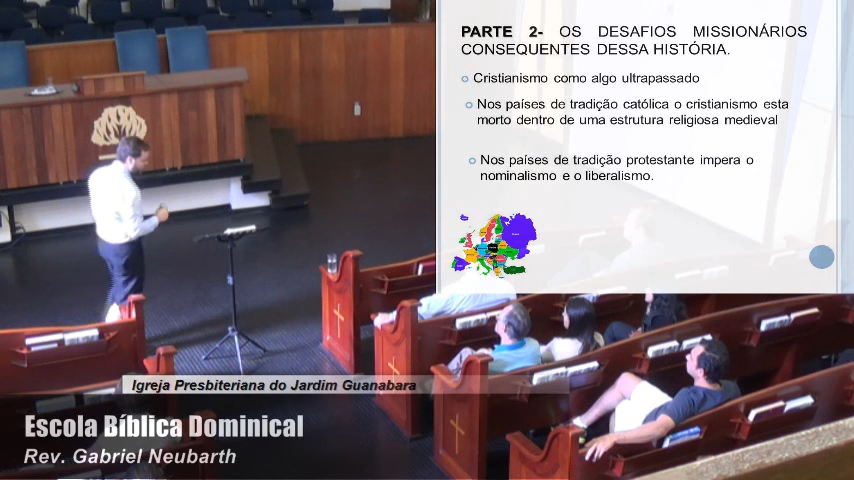 PARTE 2- OS DESAFIOS MISSIONÁRIOS
CONSEQUENTES DESSA HISTÓRIA.
Cristianismo como algo ultrapassado
Nos países de tradição católica o cristianismo esta
morto dentro de uma estrutura religiosa medieval
Nos países de tradição protestante impera o
nominalismo e o liberalismo.
Igreja Presbiteriana do Jardim Guanabara
Escola Bíblica Dominical
Rev. Gabriel Neubarth